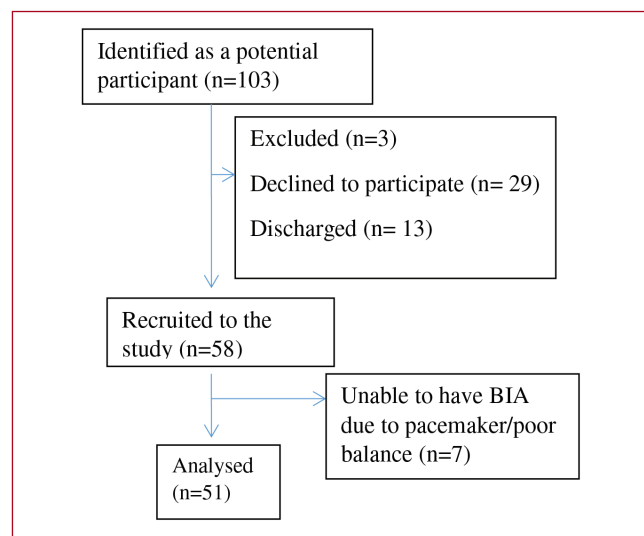 Identified as a potential
participant (n=103)
Excluded (n=3)
Declined to participate (n= 29)
Discharged (n= 13)
Recruited to the
study (n=58)
Unable to have BIA
due to pacemaker/poor
balance (n=7)
Analysed
(n=51)